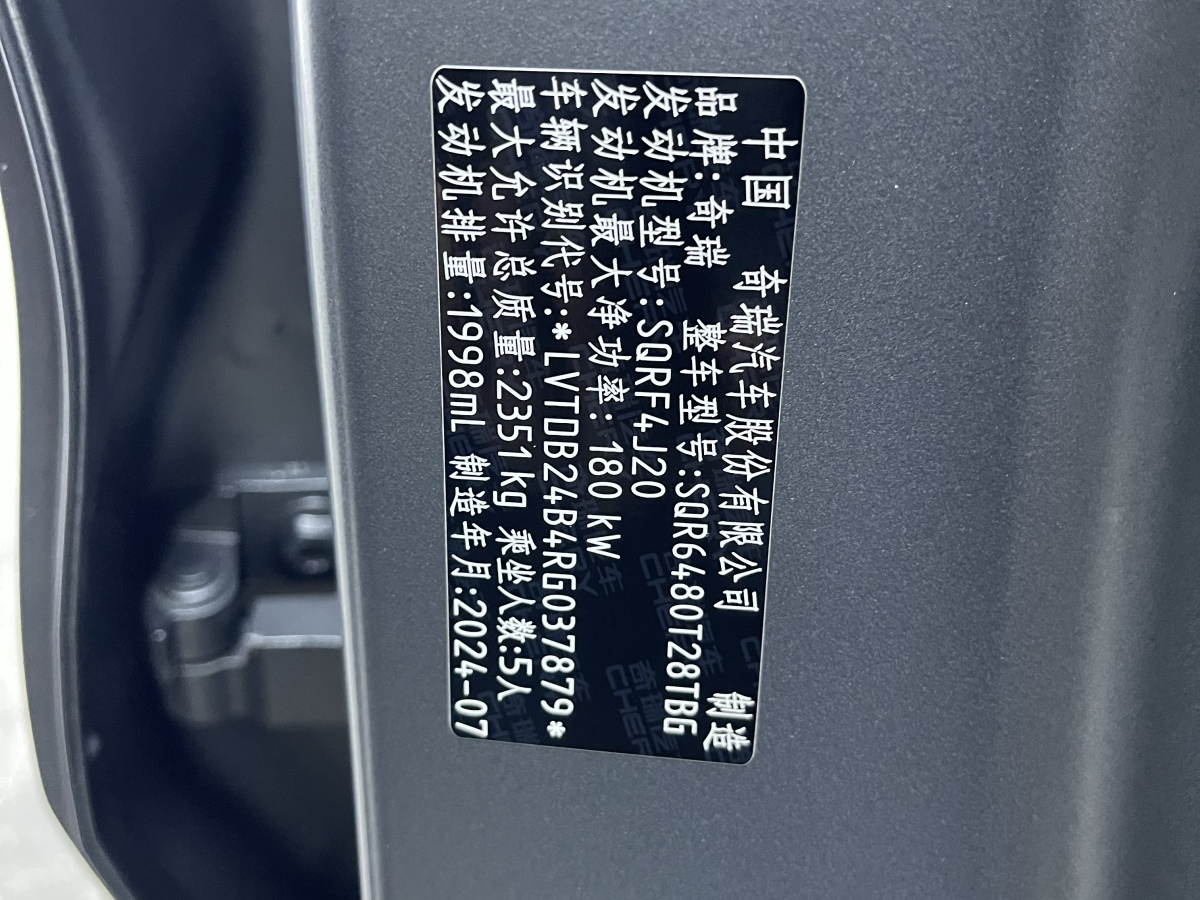 中国 奇瑞汽车股份有限公司 制造
品牌:奇瑞 整车型号:SQR6480T28TBG
发动机型号:SQRF4J20
发动机最大净功率:180 kW
车辆识别代号:*LVTDB24B4RG037879*
最大允许总质量:2351kg 乘坐人数:5人
发动机排量:1998mL 制造年月:2024-07